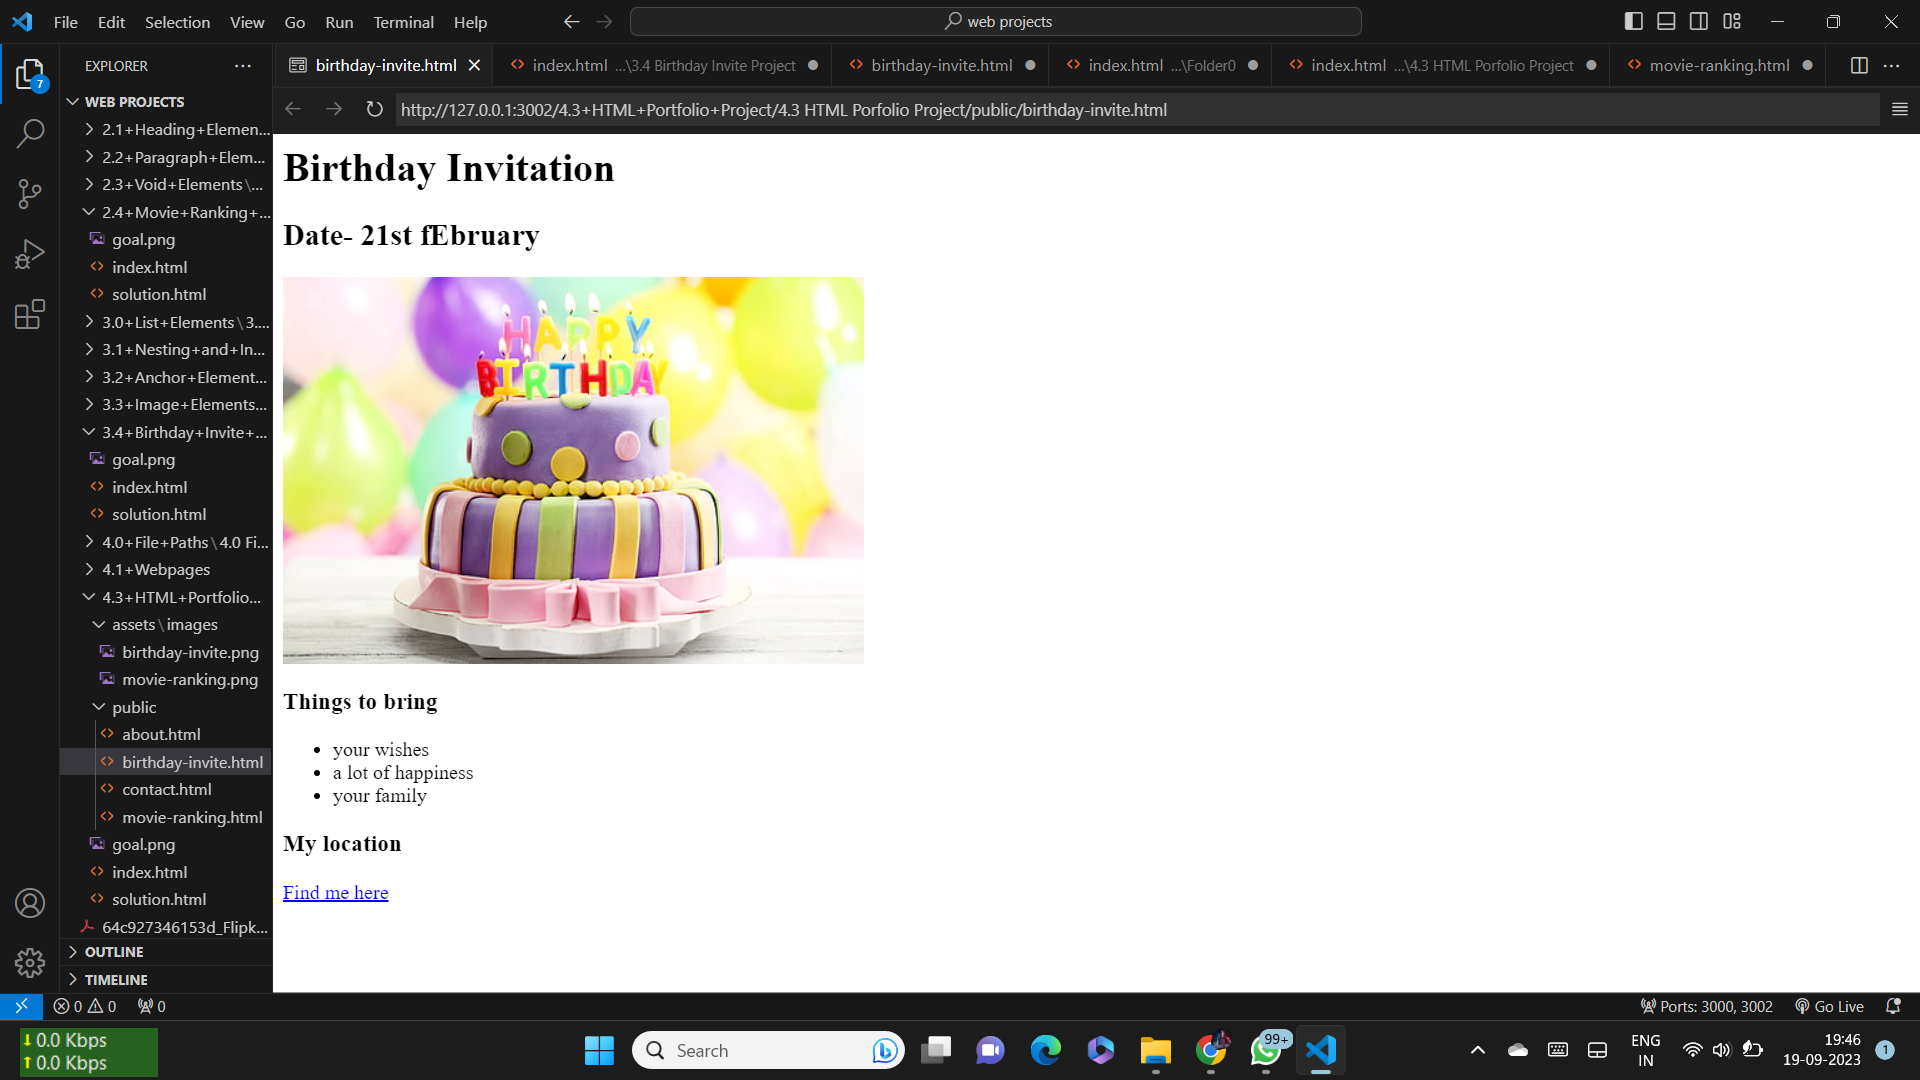 File Edit Selection View Go Run Terminal Help
web projects
EXPLORER
birthday-invite.html
index.html ...\3.4 Birthday Invite Project
birthday-invite.html
index.html ...\Folder0
index.html ...\4.3 HTML Porfolio Project
movie-ranking.html
http://127.0.0.1:3002/4.3+HTML+Portfolio+Project/4.3 HTML Porfolio Project/public/birthday-invite.html
7
WEB PROJECTS
2.1+Heading+Elemen...
2.2+Paragraph+Elem...
2.3+Void+Elements\...
2.4+Movie+Ranking+...
goal.png
index.html
solution.html
3.0+List+Elements\3....
3.1+Nesting+and+In...
3.2+Anchor+Element...
3.3+Image+Elements...
3.4+Birthday+Invite+...
goal.png
index.html
solution.html
4.0+File+Paths\4.0 Fi...
4.1+Webpages
4.3+HTML+Portfolio...
assets\images
birthday-invite.png
movie-ranking.png
public
about.html
birthday-invite.html
contact.html
movie-ranking.html
goal.png
index.html
solution.html
64c927346153d_Flipk...
OUTLINE
TIMELINE
Birthday Invitation
Date- 21st fEbruary
HAPPY
BIRTHDAY
Things to bring
your wishes
a lot of happiness
your family
My location
Find me here
0 0 0
Ports: 3000, 3002
Go Live
0.0 Kbps
0.0 Kbps
Search
99+
ENG
IN
19:46
19-09-2023
1